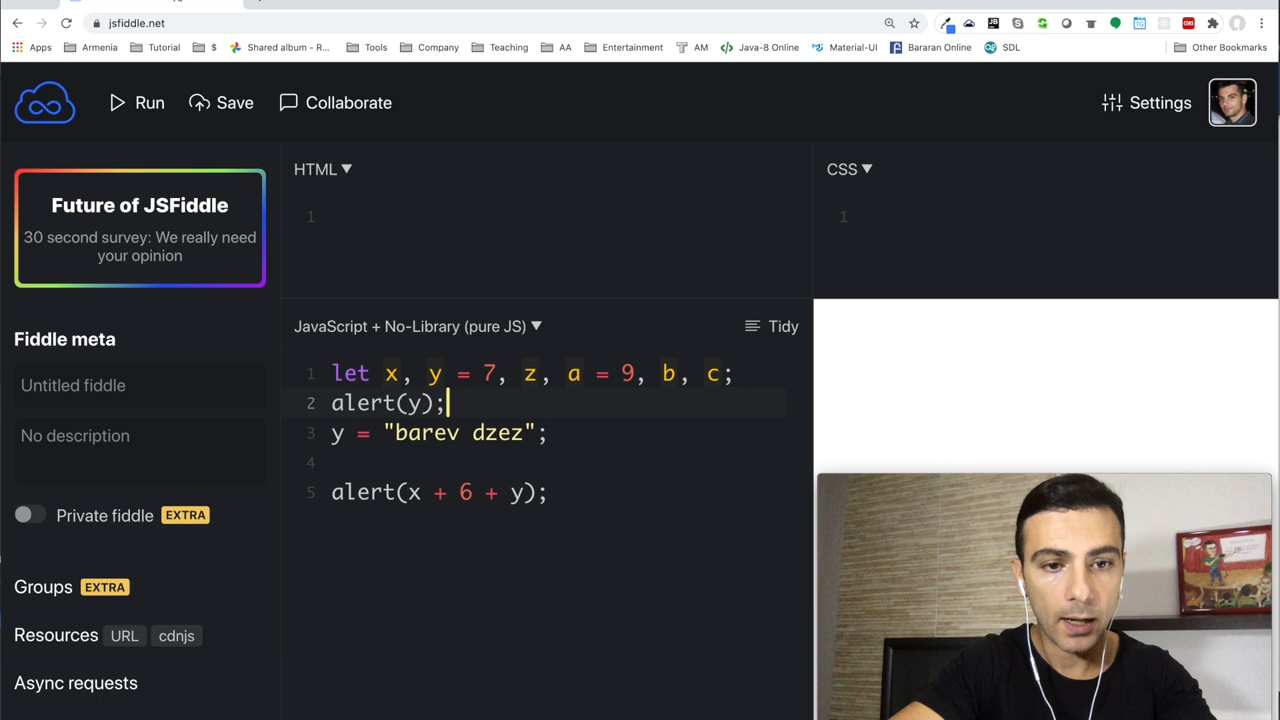 jsfiddle.net
Apps Armenia Tutorial $ Shared album - R... Tools Company Teaching AA Entertainment AM Java-8 Online Material-UI Bararan Online SDL Other Bookmarks
Run Save Collaborate Settings
Future of JSFiddle
30 second survey: We really need
your opinion
Fiddle meta
Untitled fiddle
No description
Private fiddle EXTRA
Groups EXTRA
Resources URL cdnjs
Async requests
HTML
1
CSS
1
JavaScript + No-Library (pure JS) Tidy
1 let x, y = 7, z, a = 9, b, c;
2 alert(y);
3 y = "barev dzez";
4
5 alert(x + 6 + y);